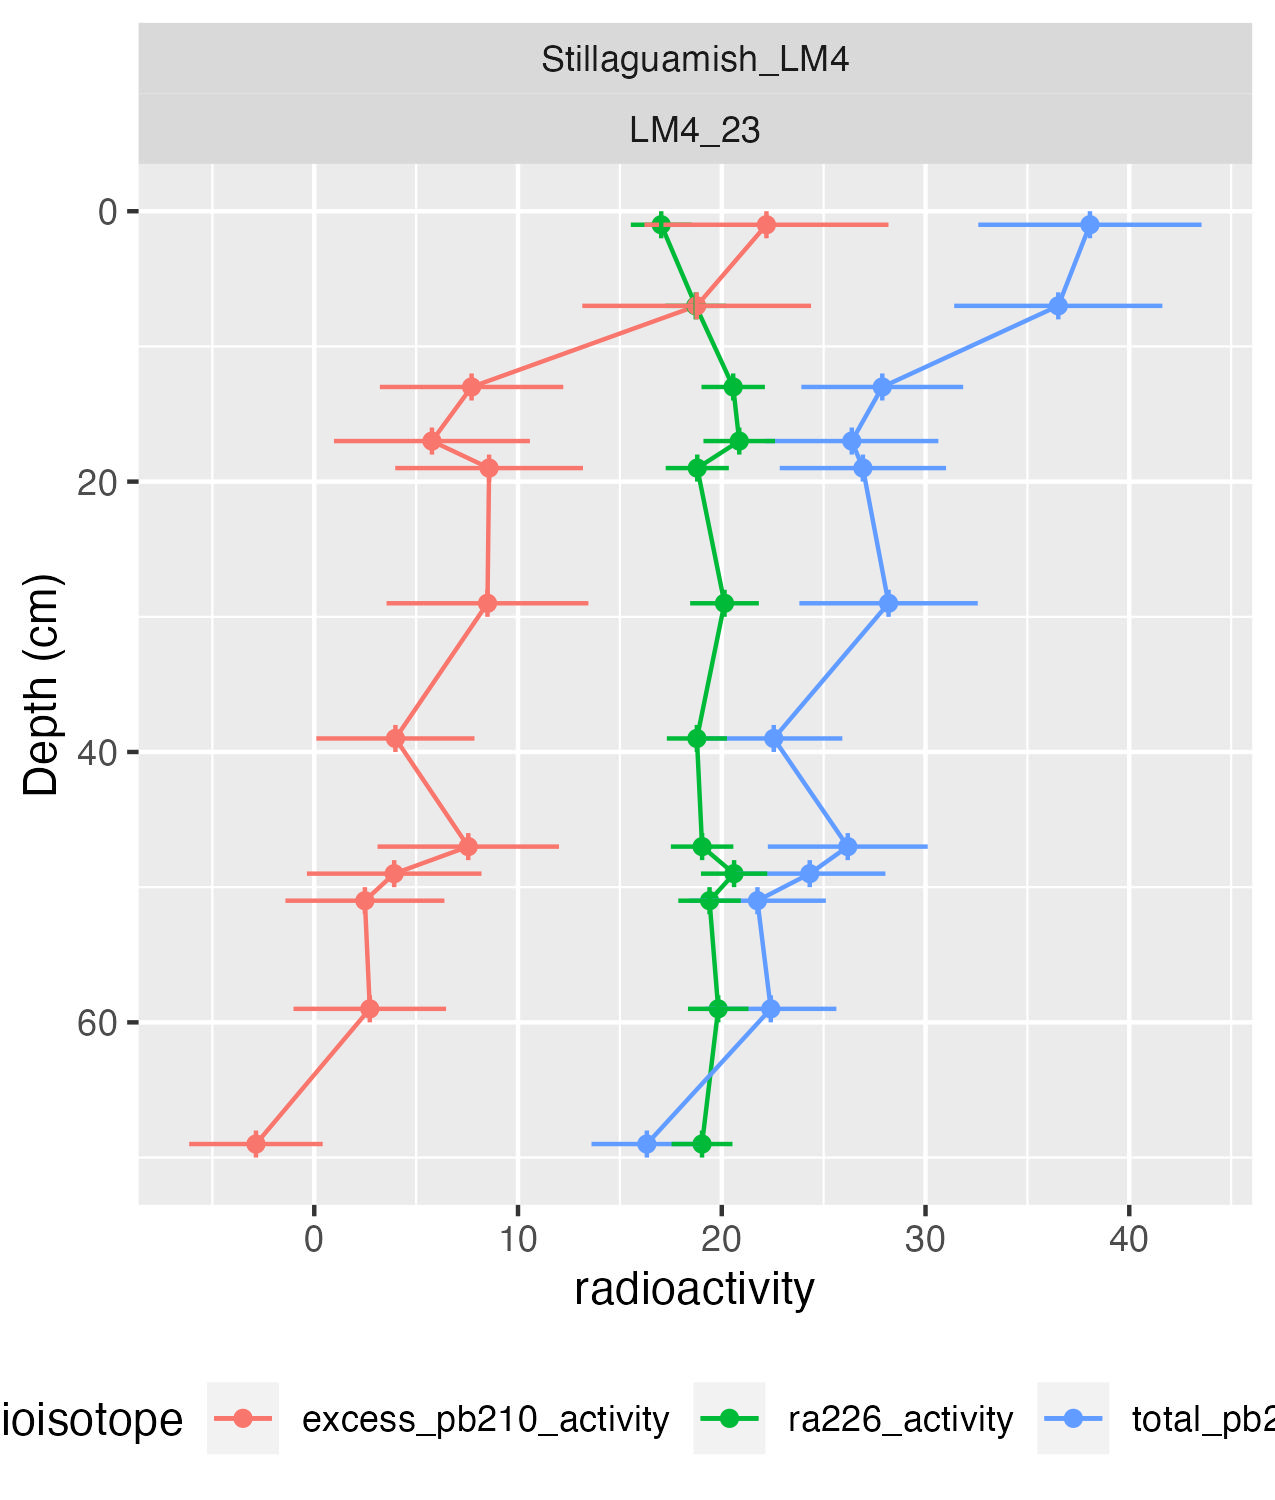 Stillaguamish_LM4
LM4_23
0
20
40
60
Depth (cm)
0 10 20 30 40
radioactivity
ioisotope excess_pb210_activity ra226_activity total_pb2